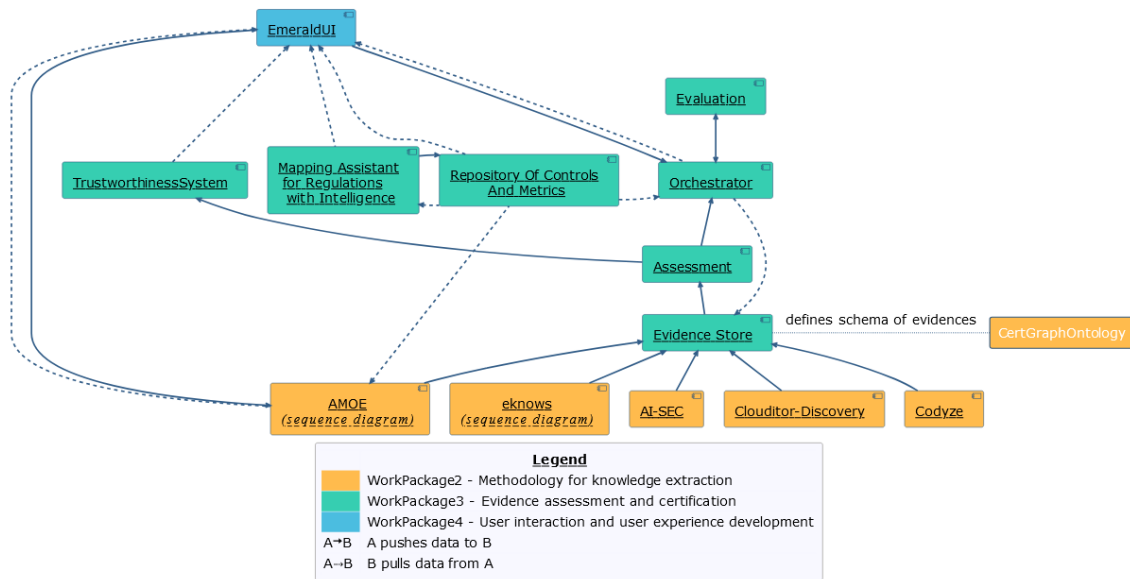 EmeraldUI
Evaluation
TrustworthinessSystem
Mapping Assistant
for Regulations
with Intelligence
Repository Of Controls
And Metrics
Orchestrator
Assessment
Evidence Store
defines schema of evidences
CertGraphOntology
AMOE
(sequence diagram)
eknows
(sequence diagram)
AI-SEC
Clouditor-Discovery
Codyze
Legend
WorkPackage2 - Methodology for knowledge extraction
WorkPackage3 - Evidence assessment and certification
WorkPackage4 - User interaction and user experience development
A→B A pushes data to B
A→B B pulls data from A